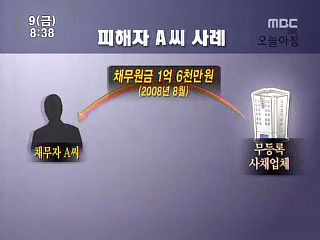 9(금)
8:38
피해자 A씨 사례
MBC
오늘아침
채무원금 1억 6천만원
(2008년 8월)
채무자 A씨
무등록
사채업체